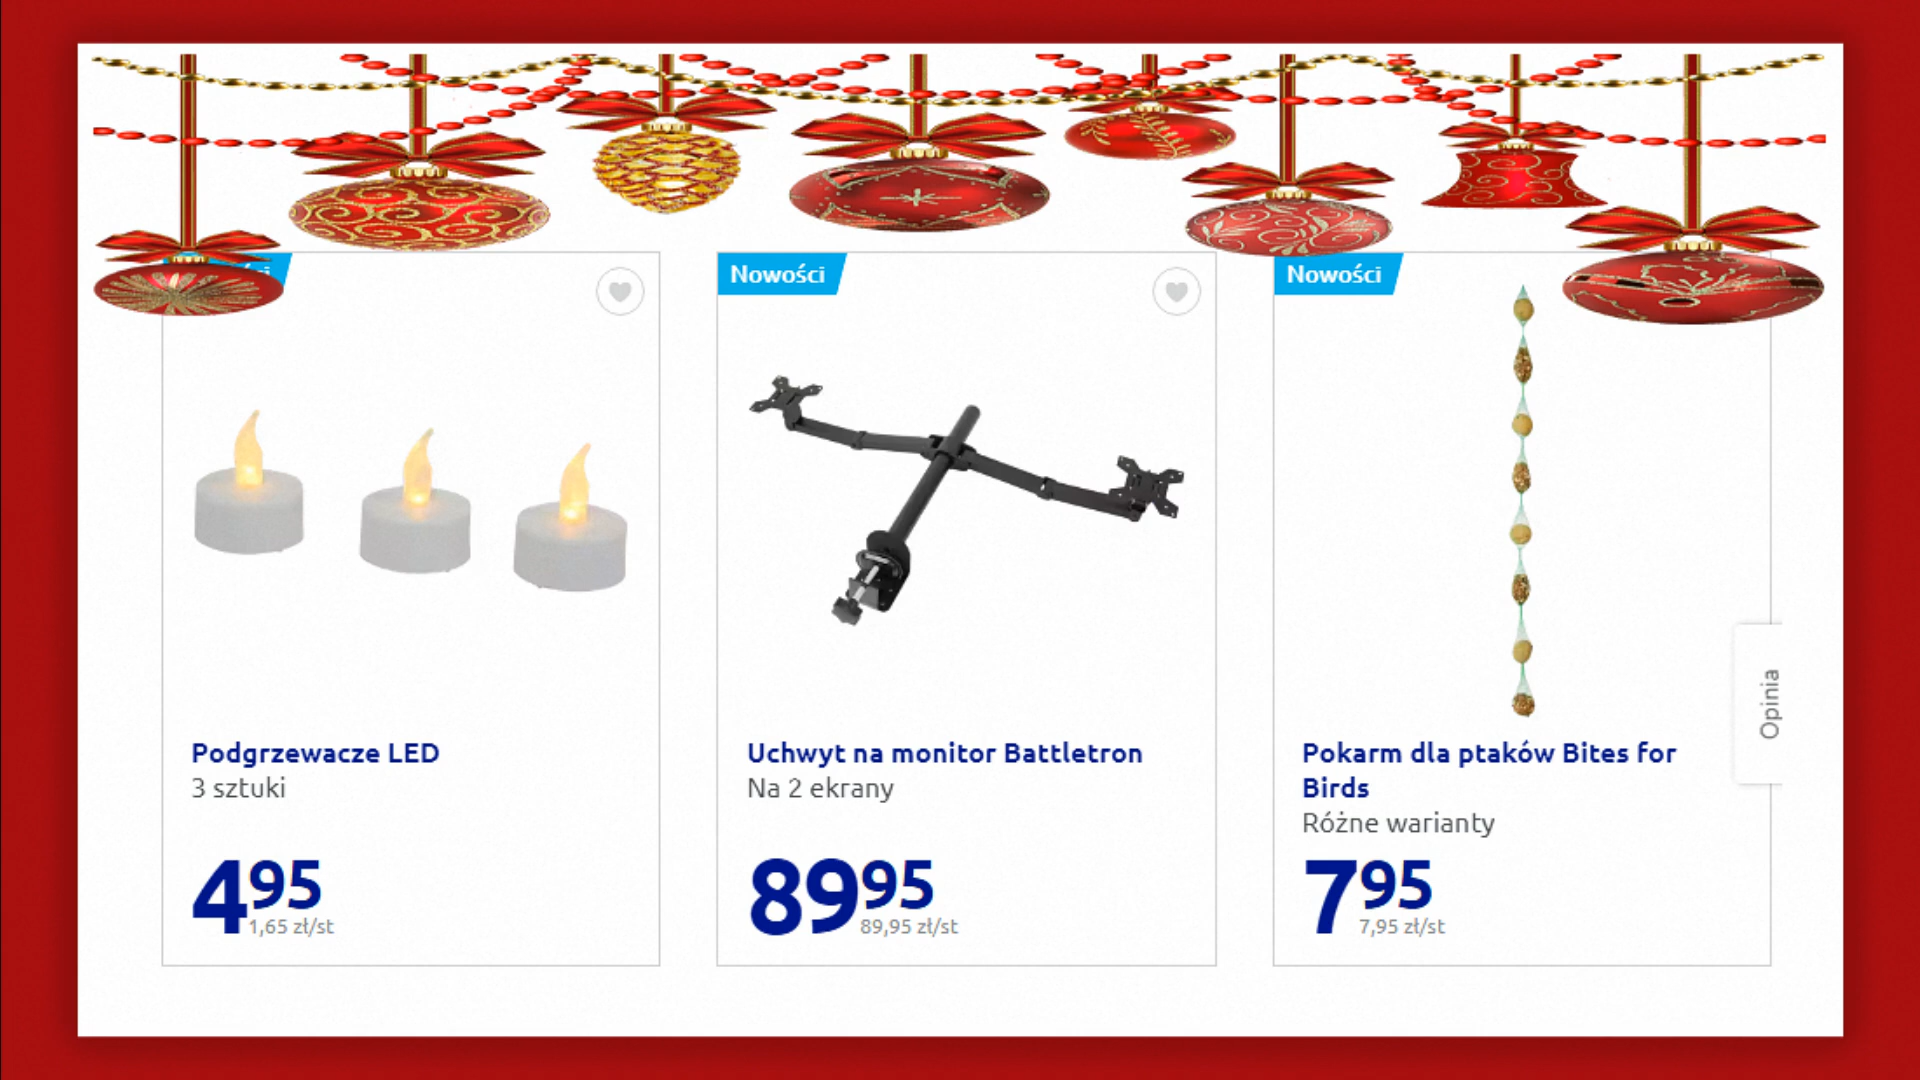 Nowości
Nowości
Podgrzewacze LED
3 sztuki
495
1,65 zł/st
Uchwyt na monitor Battletron
Na 2 ekrany
8995
89,95 zł/st
Pokarm dla ptaków Bites for
Birds
Różne warianty
795
7,95 zł/st
Opinia